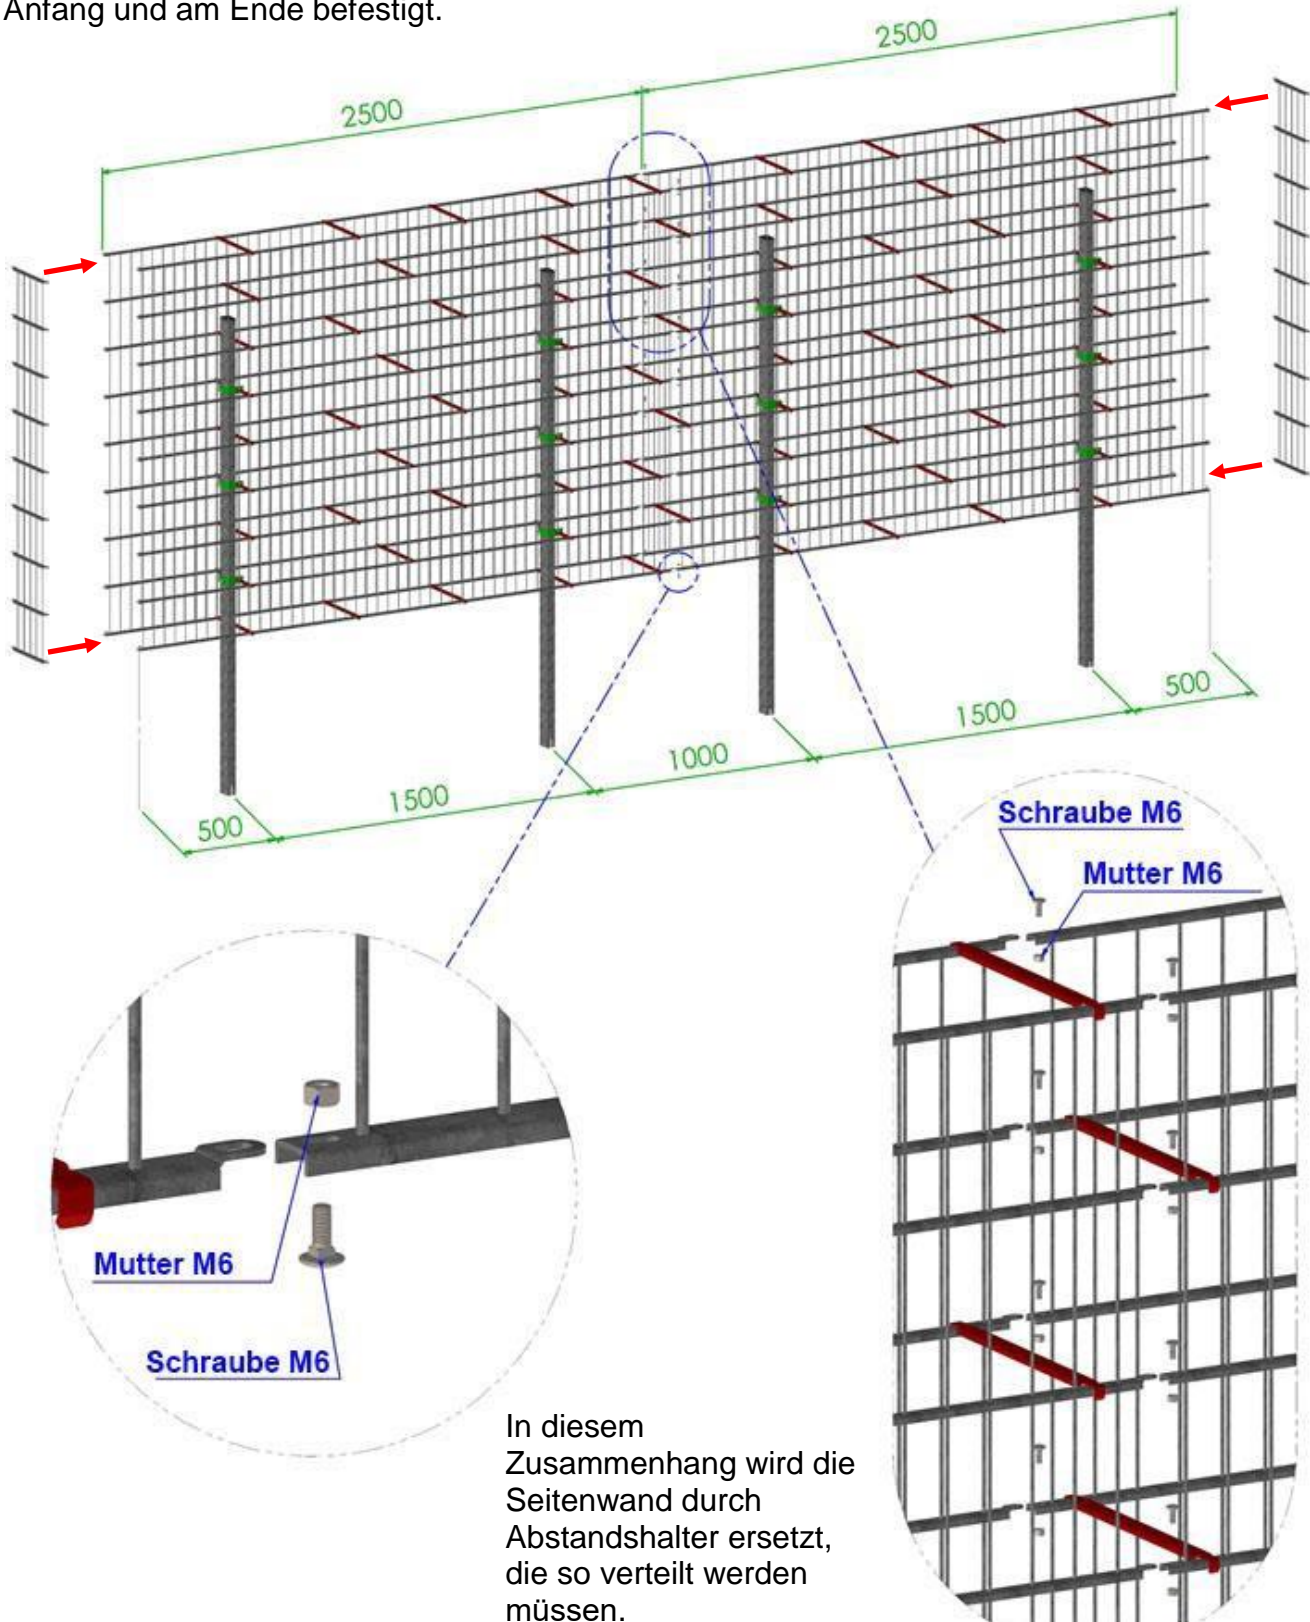 Anfang und am Ende befestigt.
2500
2500
500
1500
1000
1500
500
Schraube M6
Mutter M6
Mutter M6
Schraube M6
In diesem
Zusammenhang wird die
Seitenwand durch
Abstandshalter ersetzt,
die so verteilt werden
müssen.